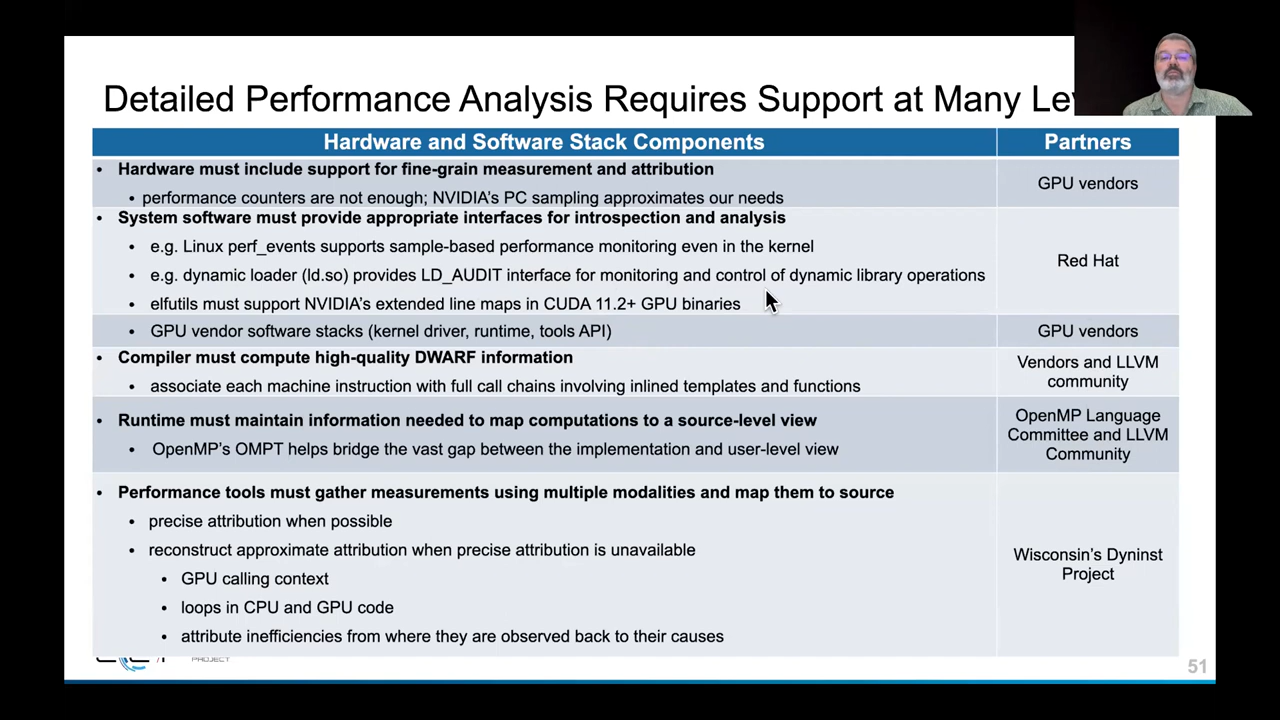 Detailed Performance Analysis Requires Support at Many
Hardware and Software Stack Components
Partners
• Hardware must include support for fine-grain measurement and attribution
• performance counters are not enough; NVIDIA's PC sampling approximates our needs
GPU vendors
• System software must provide appropriate interfaces for introspection and analysis
• e.g. Linux perf_events supports sample-based performance monitoring even in the kernel
• e.g. dynamic loader (ld.so) provides LD_AUDIT interface for monitoring and control of dynamic library operations
• elfutils must support NVIDIA's extended line maps in CUDA 11.2+ GPU binaries
Red Hat
• GPU vendor software stacks (kernel driver, runtime, tools API)
GPU vendors
• Compiler must compute high-quality DWARF information
• associate each machine instruction with full call chains involving inlined templates and functions
Vendors and LLVM
community
• Runtime must maintain information needed to map computations to a source-level view
• OpenMP's OMPT helps bridge the vast gap between the implementation and user-level view
OpenMP Language
Committee and LLVM
Community
• Performance tools must gather measurements using multiple modalities and map them to source
• precise attribution when possible
• reconstruct approximate attribution when precise attribution is unavailable
• GPU calling context
• loops in CPU and GPU code
• attribute inefficiencies from where they are observed back to their causes
Wisconsin's Dyninst
Project
PROJECT
51